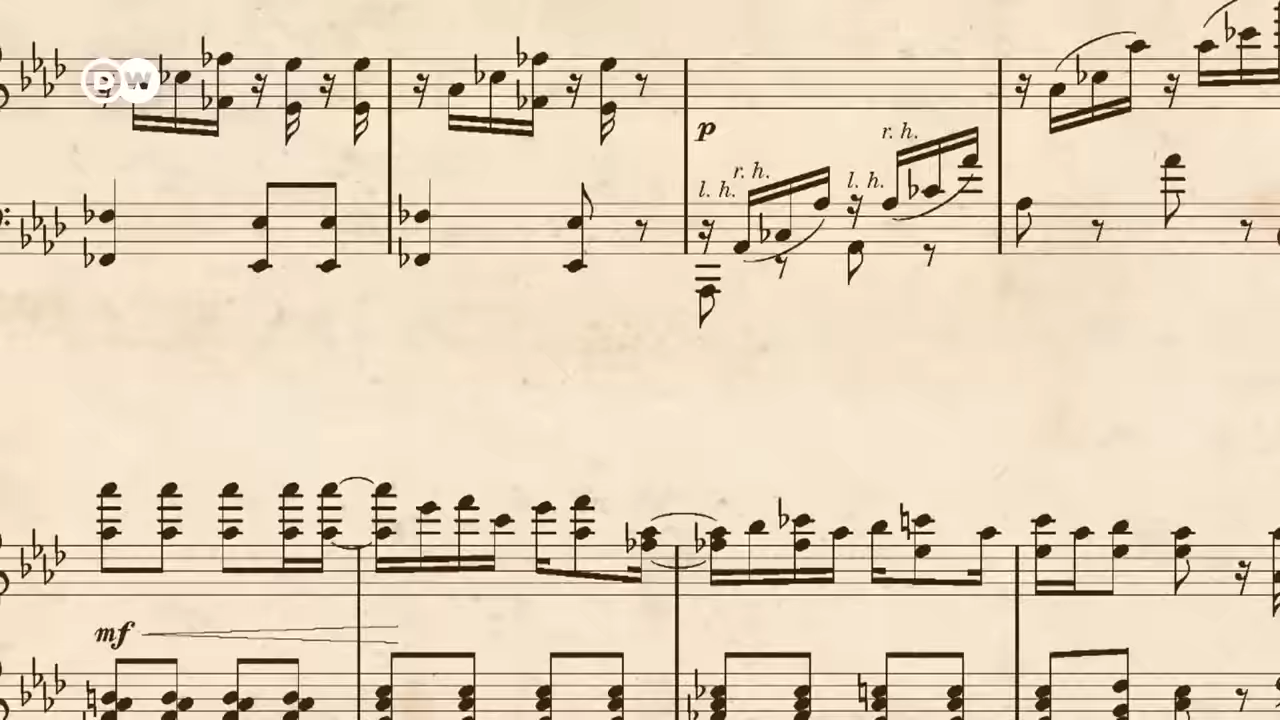 DW
p
r. h.
r. h.
l. h.
l. h.
mf